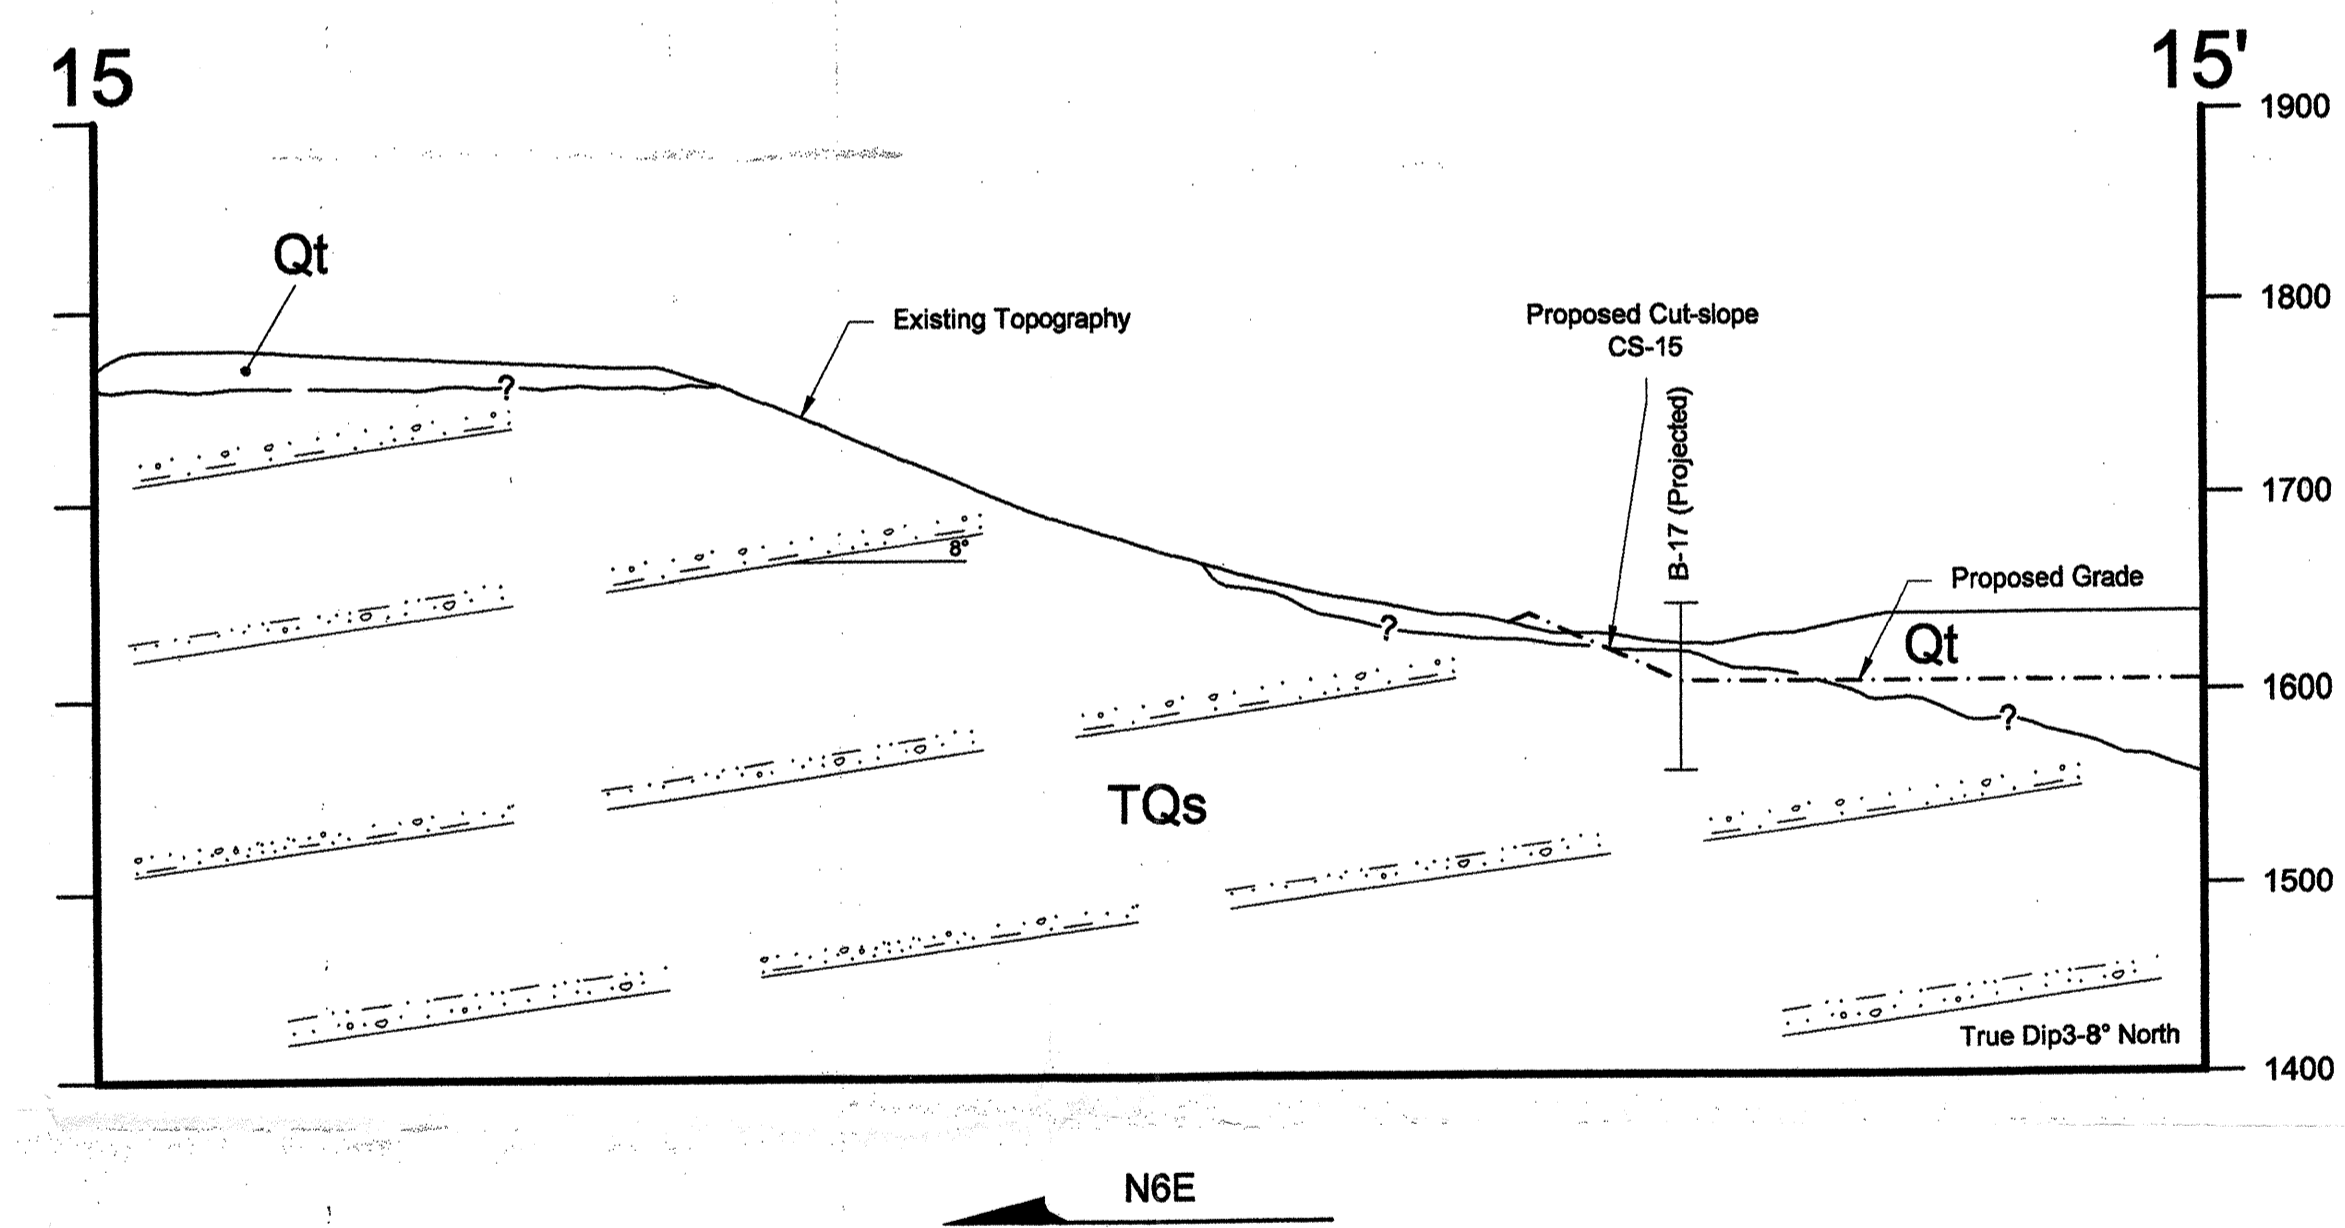 15
15'
1900
Qt
1800
Existing Topography
Proposed Cut-slope
CS-15
?
B-17 (Projected)
1700
8°
Proposed Grade
?
Qt
1600
?
TQs
1500
True Dip3-8° North
1400
N6E